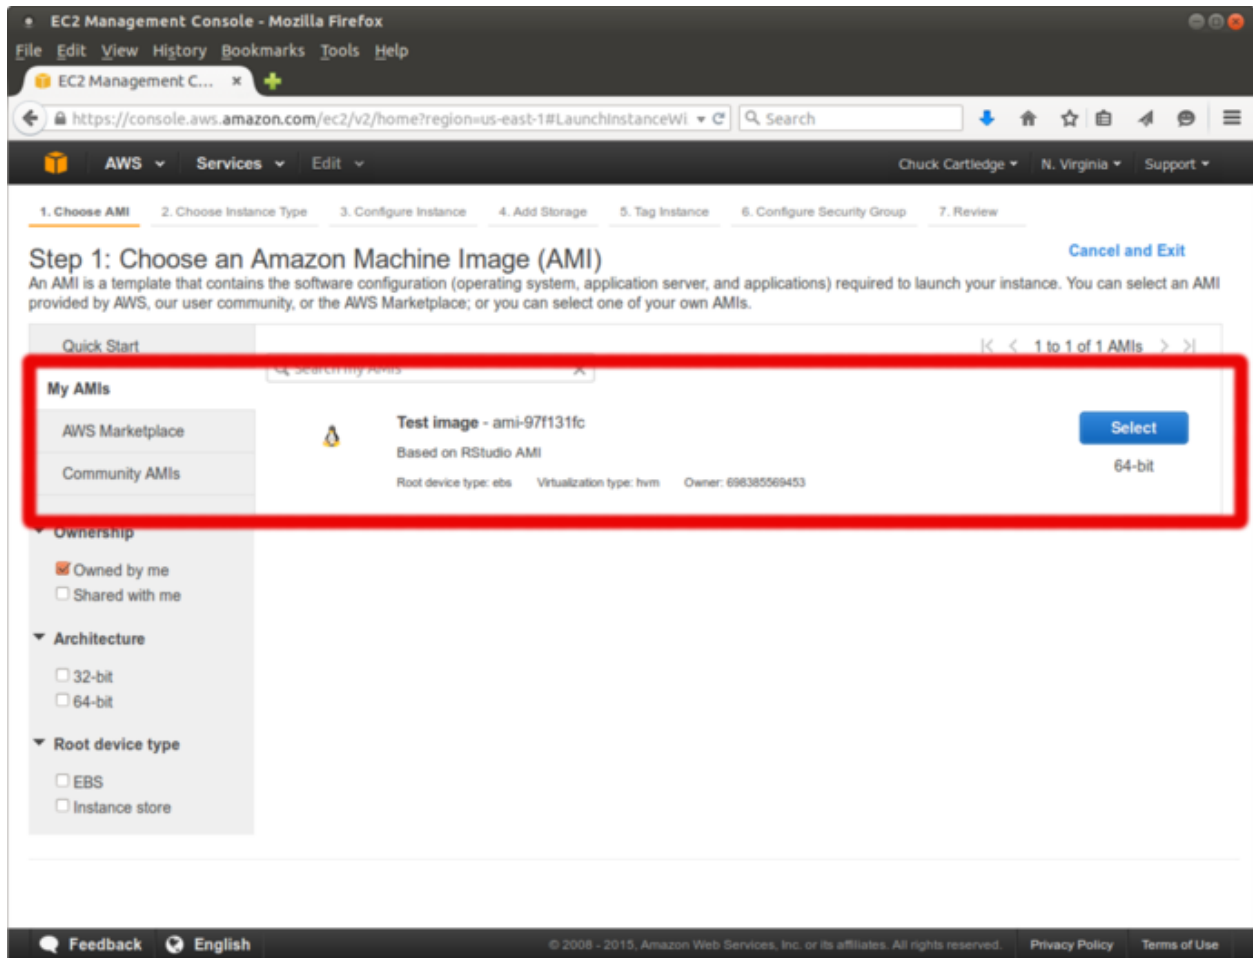 EC2 Management Console - Mozilla Firefox
File Edit View History Bookmarks Tools Help
EC2 Management C... ×
https://console.aws.amazon.com/ec2/v2/home?region=us-east-1#LaunchInstanceWi Search
AWS Services Edit Chuck Cartledge N. Virginia Support
1. Choose AMI 2. Choose Instance Type 3. Configure Instance 4. Add Storage 5. Tag Instance 6. Configure Security Group 7. Review
Step 1: Choose an Amazon Machine Image (AMI) Cancel and Exit
An AMI is a template that contains the software configuration (operating system, application server, and applications) required to launch your instance. You can select an AMI
provided by AWS, our user community, or the AWS Marketplace; or you can select one of your own AMIs.
Quick Start |< < 1 to 1 of 1 AMIs > >|
Search my AMIs ×
My AMIs
Test image - ami-97f131fc Select
AWS Marketplace
Based on RStudio AMI
64-bit
Community AMIs
Root device type: ebs Virtualization type: hvm Owner: 698385569453
Ownership
Owned by me
Shared with me
Architecture
32-bit
64-bit
Root device type
EBS
Instance store
Feedback English © 2008 - 2015, Amazon Web Services, Inc. or its affiliates. All rights reserved. Privacy Policy Terms of Use